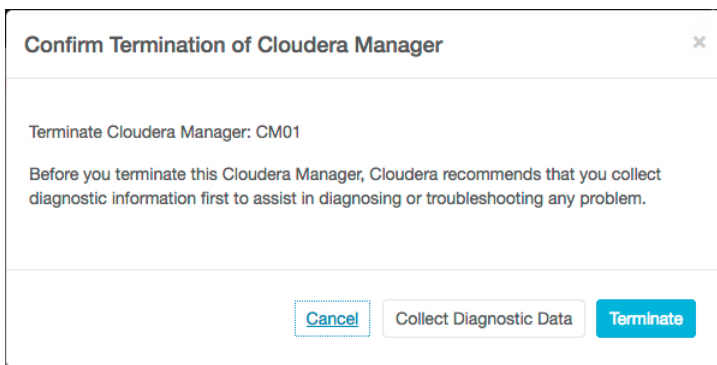 Confirm Termination of Cloudera Manager
×
Terminate Cloudera Manager: CM01
Before you terminate this Cloudera Manager, Cloudera recommends that you collect
diagnostic information first to assist in diagnosing or troubleshooting any problem.
Cancel Collect Diagnostic Data Terminate